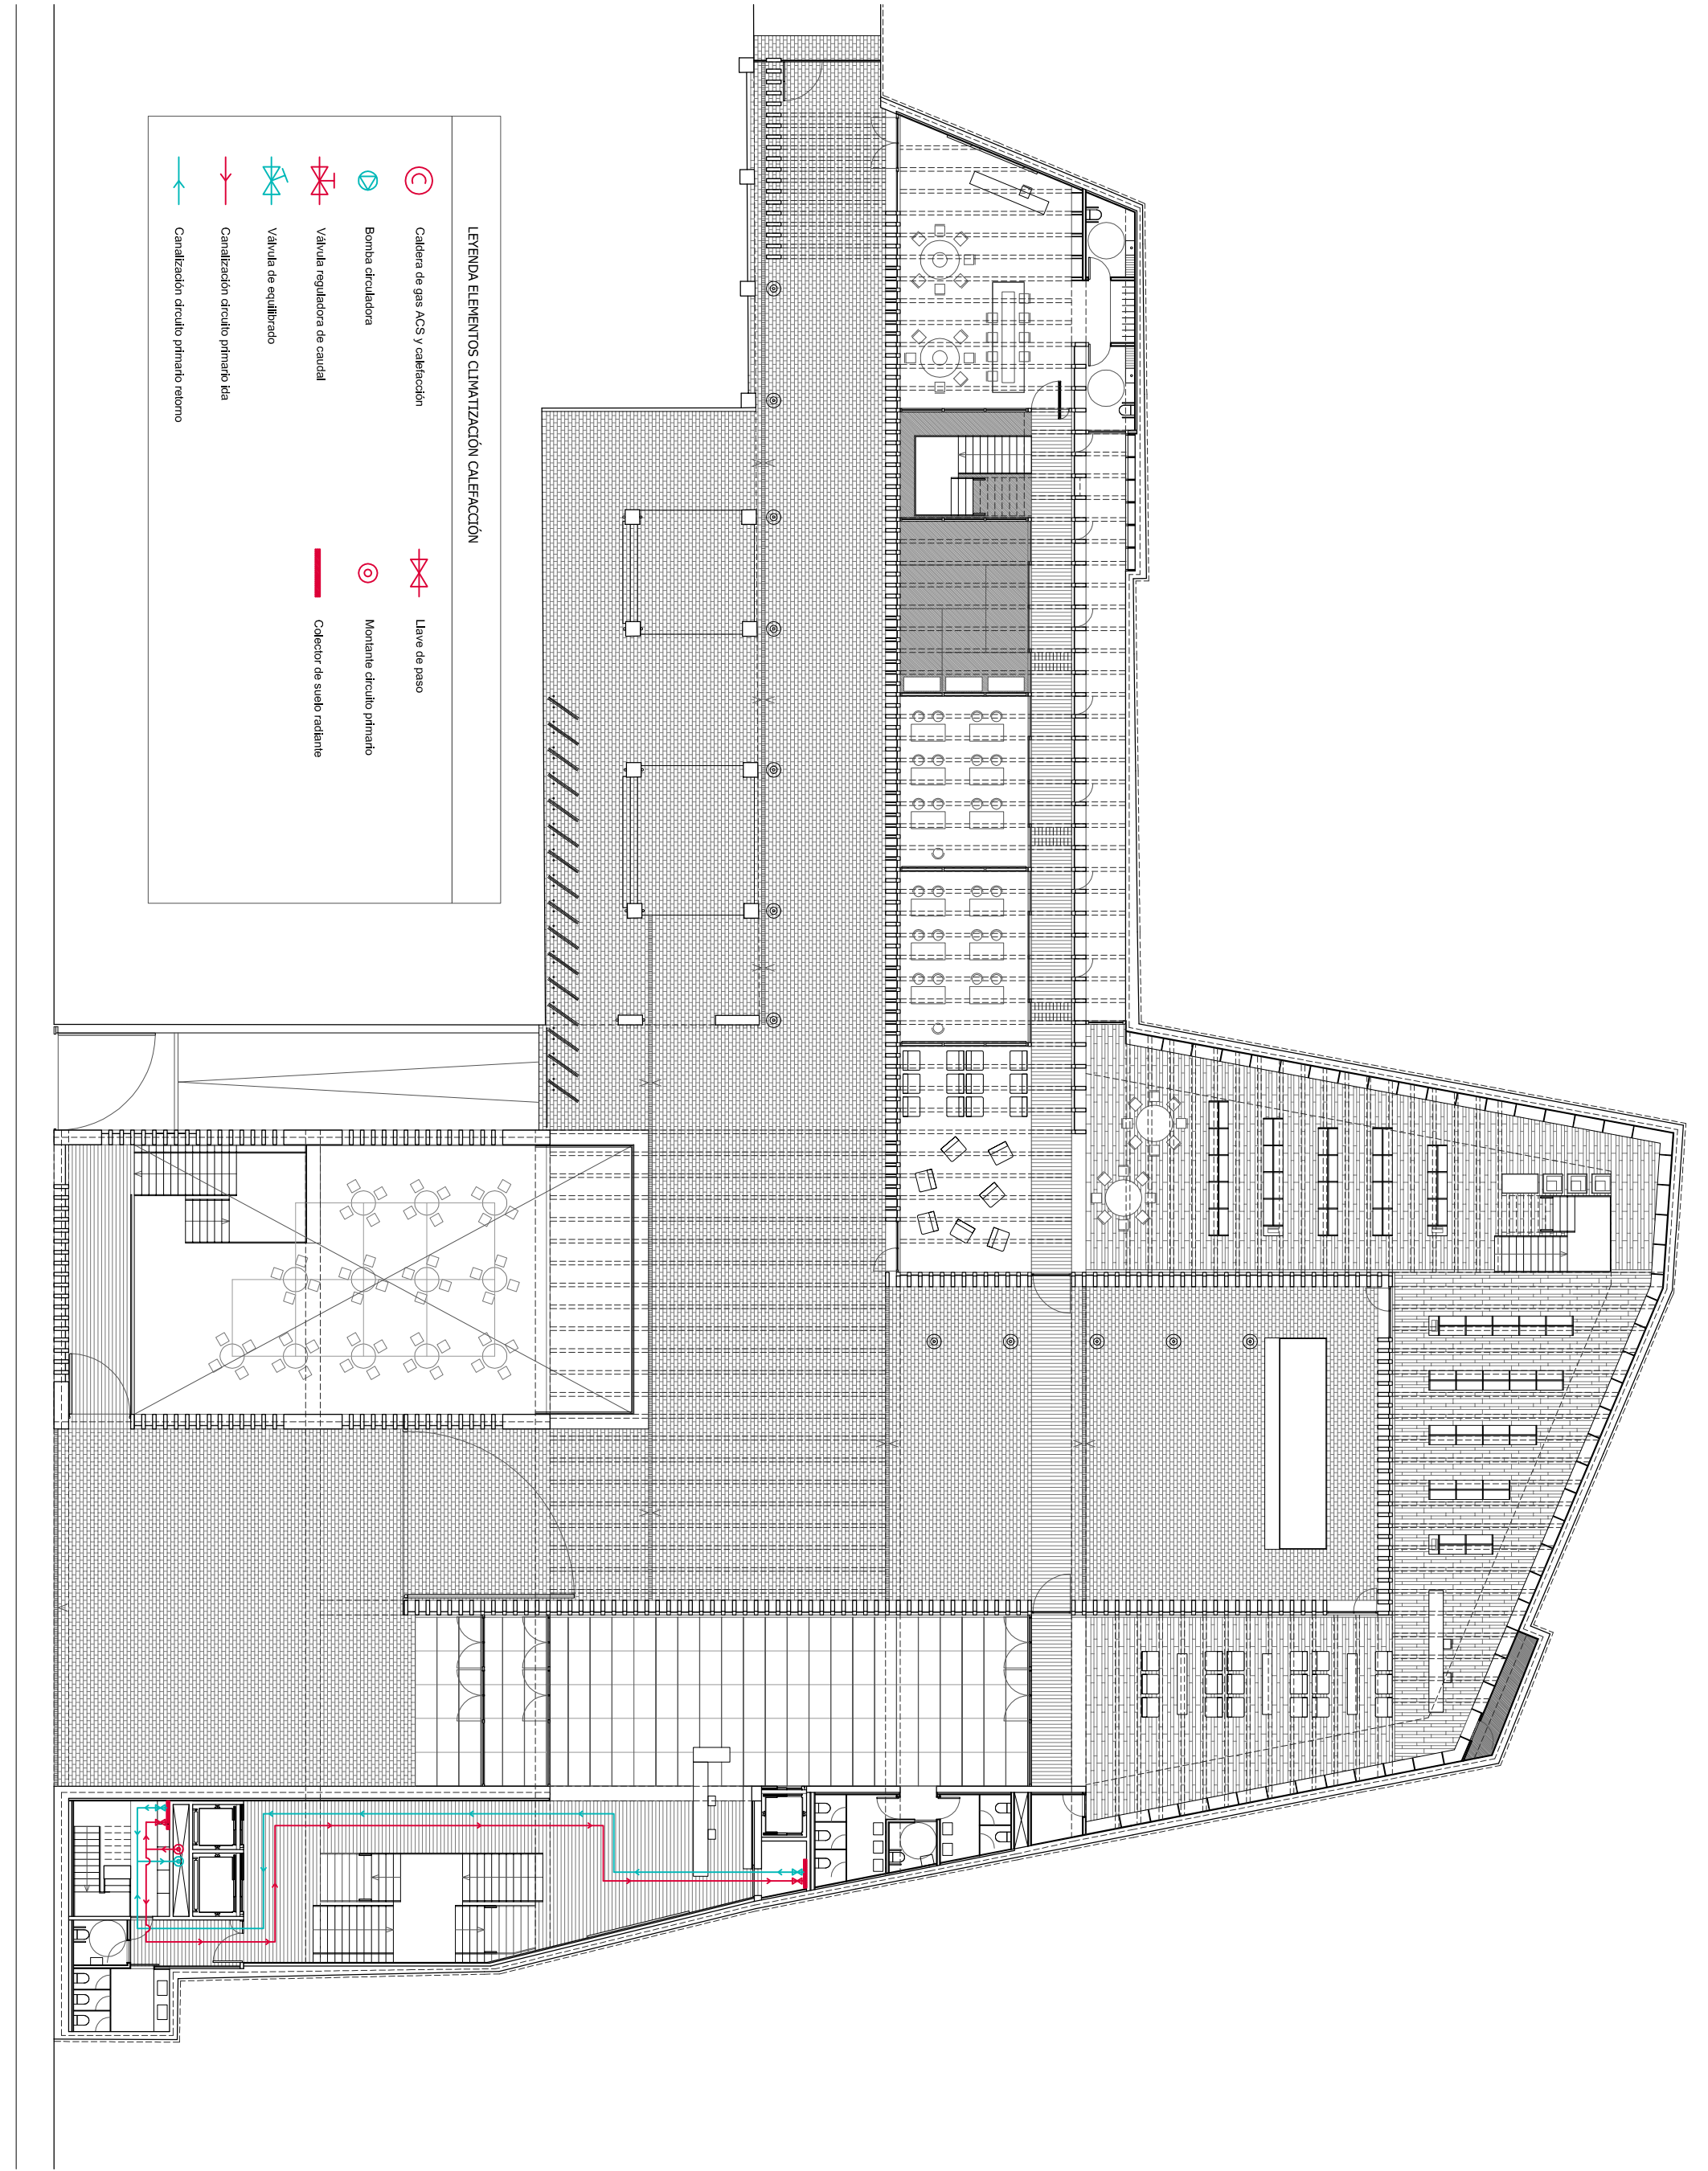 LEYENDA ELEMENTOS CLIMATIZACIÓN CALEFACCIÓN
Caldera de gas ACS y calefacción
Bomba circuladora
Válvula reguladora de caudal
Válvula de equilibrado
Canalización circuito primario ida
Canalización circuito primario retorno
Llave de paso
Montante circuito primario
Colector de suelo radiante